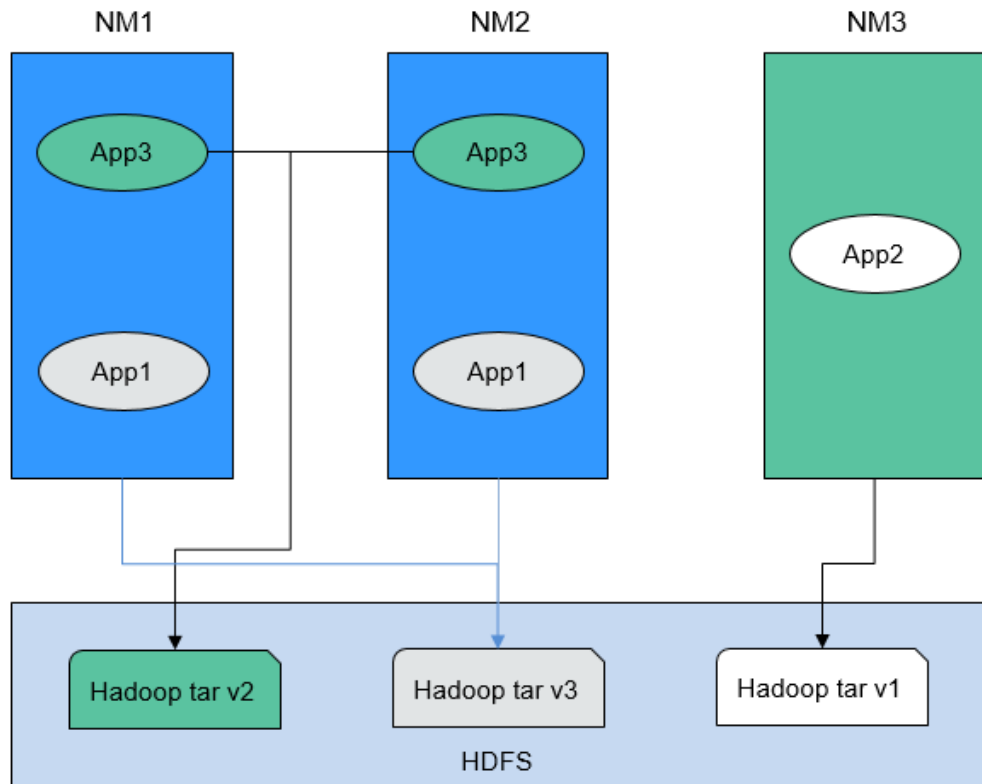 NM1
NM2
NM3
App3
App3
App2
App1
App1
Hadoop tar v2
Hadoop tar v3
Hadoop tar v1
HDFS